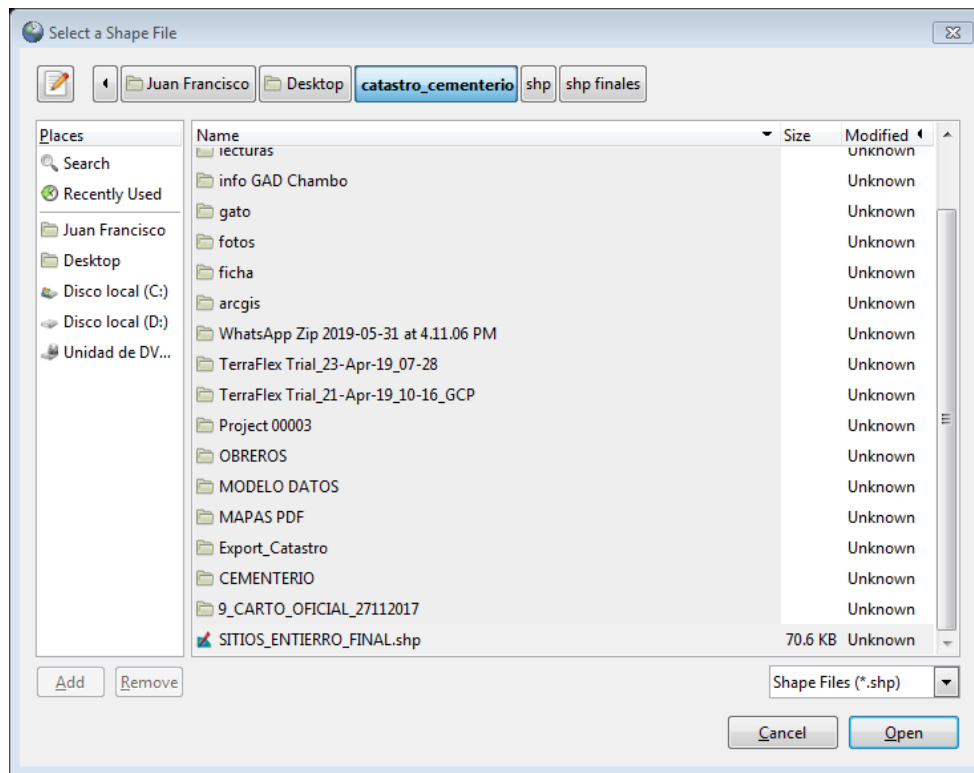 Select a Shape File
Juan Francisco Desktop catastro_cementerio shp shp finales
Places
Search
Recently Used
Juan Francisco
Desktop
Disco local (C:)
Disco local (D:)
Unidad de DV...
Name Size Modified
lecturas Unknown
info GAD Chambo Unknown
gato Unknown
fotos Unknown
ficha Unknown
arcgis Unknown
WhatsApp Zip 2019-05-31 at 4.11.06 PM Unknown
TerraFlex Trial_23-Apr-19_07-28 Unknown
TerraFlex Trial_21-Apr-19_10-16_GCP Unknown
Project 00003 Unknown
OBREROS Unknown
MODELO DATOS Unknown
MAPAS PDF Unknown
Export_Catastro Unknown
CEMENTERIO Unknown
9_CARTO_OFICIAL_27112017 Unknown
SITIOS_ENTIERRO_FINAL.shp 70.6 KB Unknown
Add Remove
Shape Files (*.shp)
Cancel Open